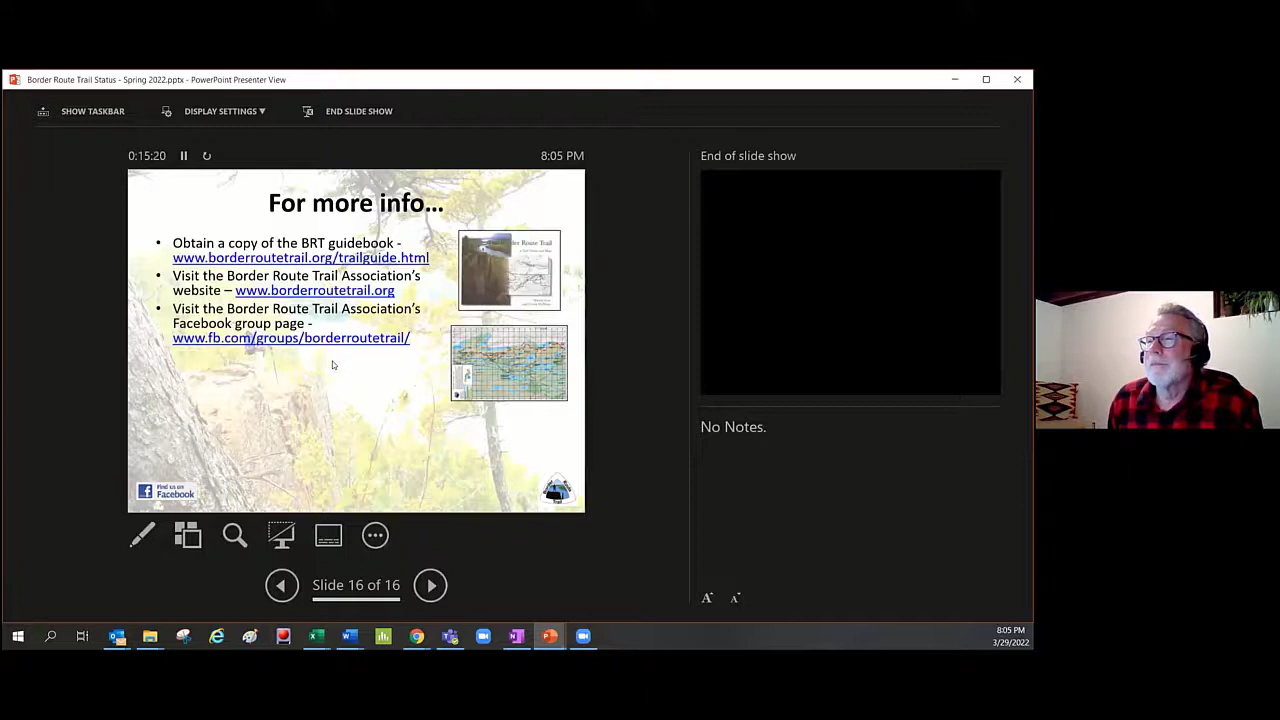 Border Route Trail Status - Spring 2022.pptx - PowerPoint Presenter View
SHOW TASKBAR
DISPLAY SETTINGS ▼
END SLIDE SHOW
0:15:20
8:05 PM
End of slide show
For more info...
• Obtain a copy of the BRT guidebook -
www.borderroutetrail.org/trailguide.html
• Visit the Border Route Trail Association's
website – www.borderroutetrail.org
• Visit the Border Route Trail Association's
Facebook group page -
www.fb.com/groups/borderroutetrail/
Route Trail
Find us on
Facebook
Trail
No Notes.
Slide 16 of 16
8:05 PM
3/29/2022